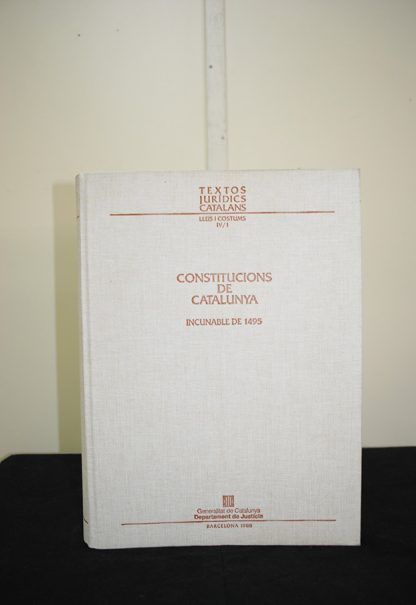 TEXTOS
JURÍDICS
CATALANS
LLEIS I COSTUMS
IV/1
CONSTITUCIONS
DE
CATALUNYA
INCUNABLE DE 1495
Generalitat de Catalunya
Departament de Justícia
BARCELONA 1988